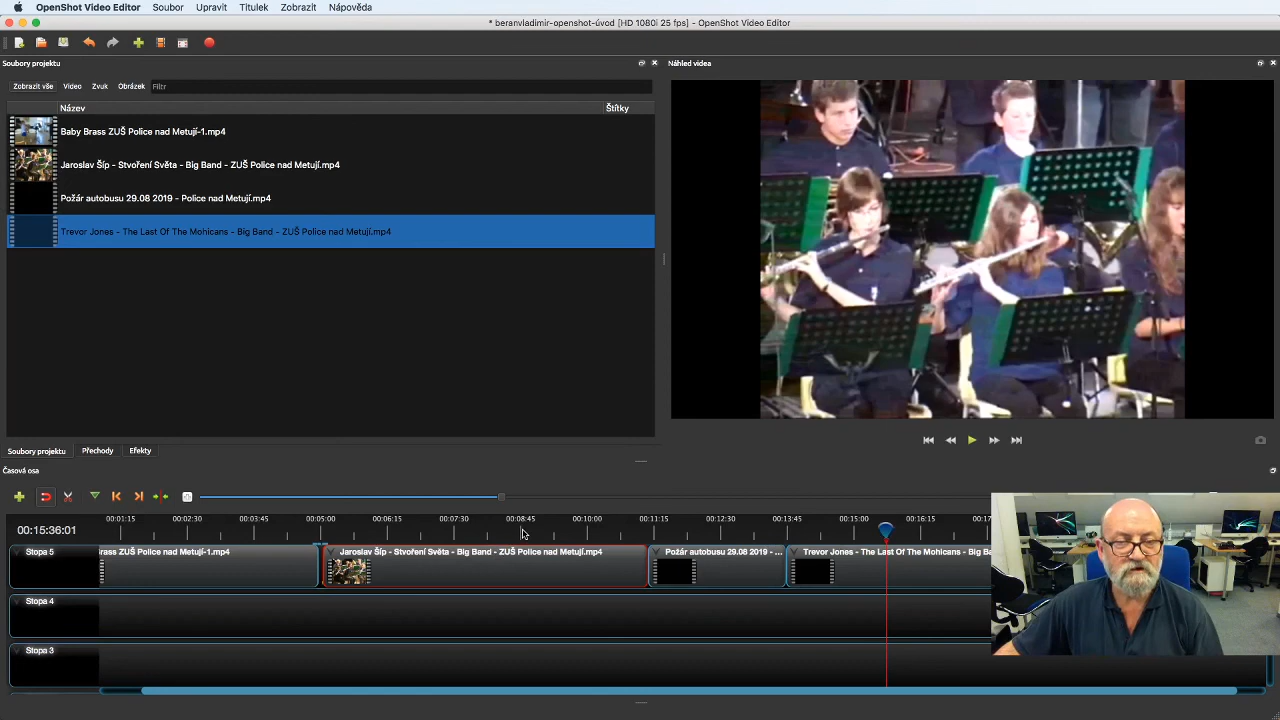 OpenShot Video Editor Soubor Upravit Titulek Zobrazit Nápověda
* beranvladimir-openshot-úvod [HD 1080i 25 fps] - OpenShot Video Editor
Soubory projektu
Náhled videa
Zobrazit vše Video Zvuk Obrázek Filtr
Název Štítky
Baby Brass ZUŠ Police nad Metují-1.mp4
Jaroslav Šíp - Stvoření Světa - Big Band - ZUŠ Police nad Metují.mp4
Požár autobusu 29.08 2019 - Police nad Metují.mp4
Trevor Jones - The Last Of The Mohicans - Big Band - ZUŠ Police nad Metují.mp4
Soubory projektu Přechody Efekty
Časová osa
00:15:36:01
00:01:15 00:02:30 00:03:45 00:05:00 00:06:15 00:07:30 00:08:45 00:10:00 00:11:15 00:12:30 00:13:45 00:15:00 00:16:15 00:17
Stopa 5
rass ZUŠ Police nad Metují-1.mp4
Jaroslav Šíp - Stvoření Světa - Big Band - ZUŠ Police nad Metují.mp4
Požár autobusu 29.08 2019 - ...
Trevor Jones - The Last Of The Mohicans - Big Ba
Stopa 4
Stopa 3